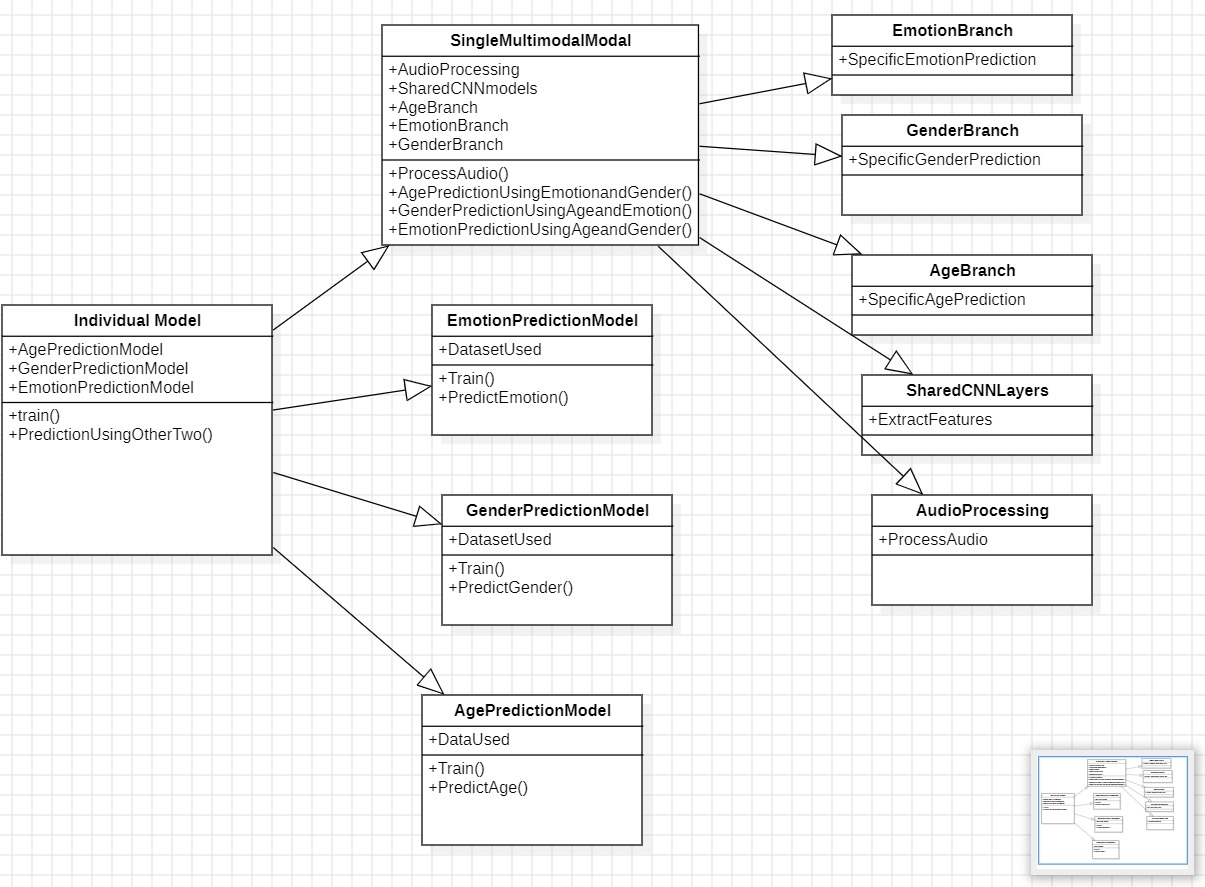 SingleMultimodalModal
+AudioProcessing
+SharedCNNmodels
+AgeBranch
+EmotionBranch
+GenderBranch
+ProcessAudio()
+AgePredictionUsingEmotionandGender()
+GenderPredictionUsingAgeandEmotion()
+EmotionPredictionUsingAgeandGender()
EmotionBranch
+SpecificEmotionPrediction
GenderBranch
+SpecificGenderPrediction
AgeBranch
+SpecificAgePrediction
Individual Model
+AgePredictionModel
+GenderPredictionModel
+EmotionPredictionModel
+train()
+PredictionUsingOtherTwo()
EmotionPredictionModel
+DatasetUsed
+Train()
+PredictEmotion()
SharedCNNLayers
+ExtractFeatures
GenderPredictionModel
+DatasetUsed
+Train()
+PredictGender()
AudioProcessing
+ProcessAudio
AgePredictionModel
+DataUsed
+Train()
+PredictAge()